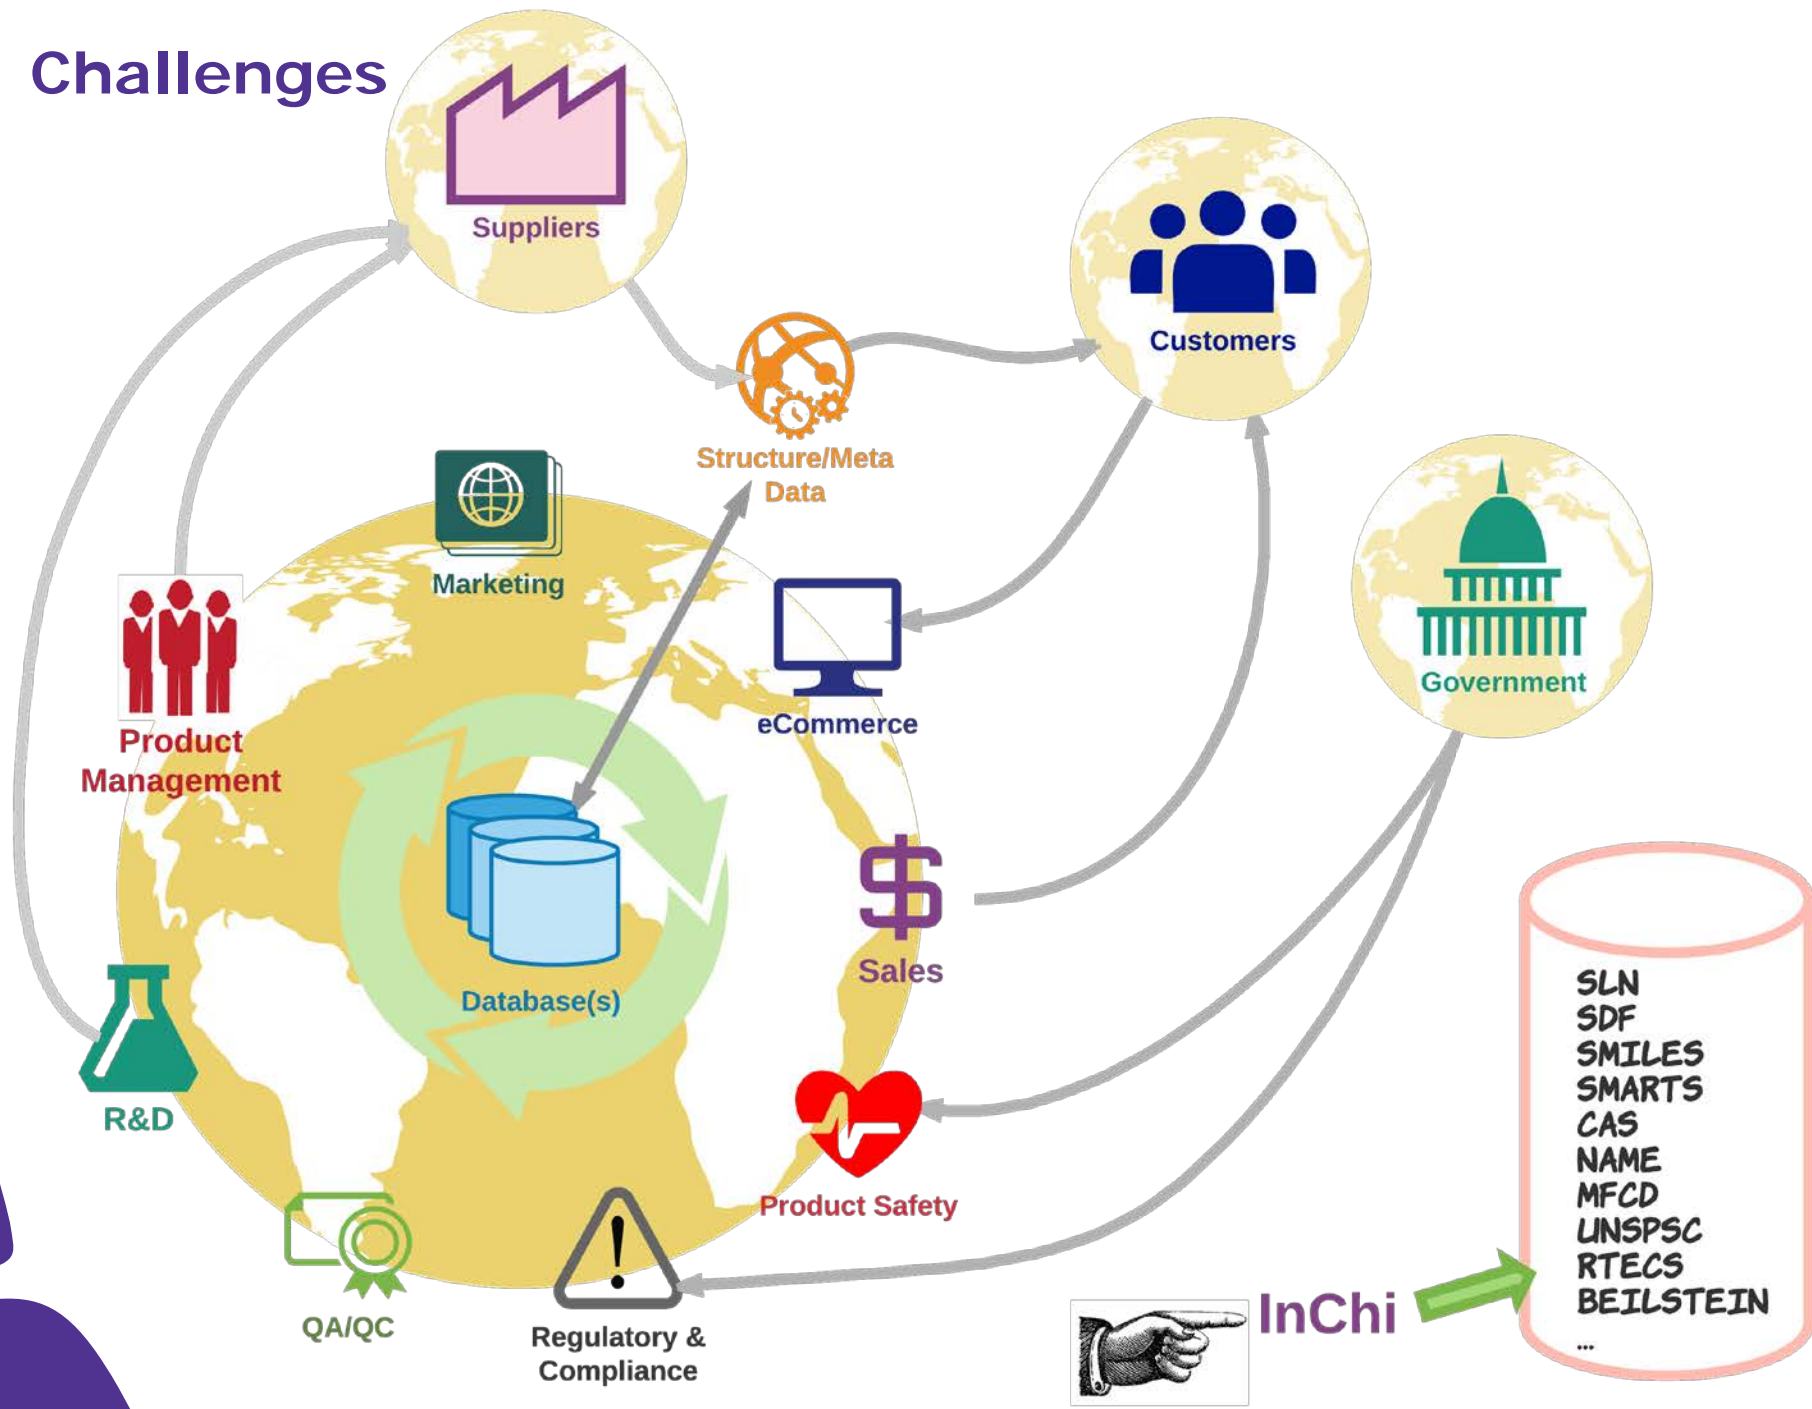 Challenges
Suppliers
Customers
Structure/Meta
Data
Marketing
Government
eCommerce
Product
Management
Sales
Database(s)
R&D
Product Safety
QA/QC
Regulatory &
Compliance
InChi
SLN
SDF
SMILES
SMARTS
CAS
NAME
MFCD
UNSPSC
RTECS
BEILSTEIN
...